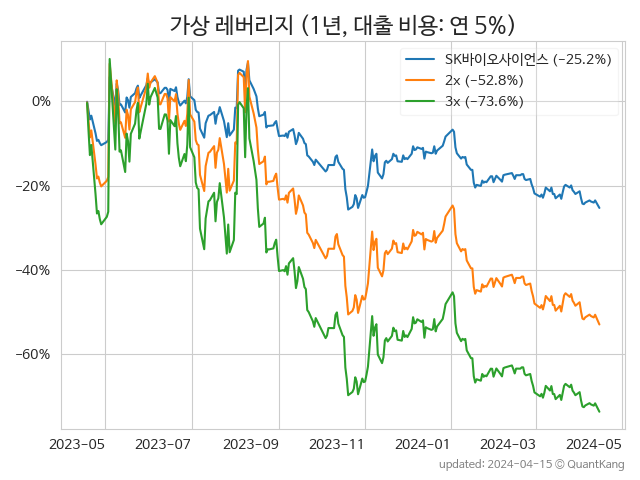 가상 레버리지 (1년, 대출 비용: 연 5%)
SK바이오사이언스 (−25.2%)
2x (−52.8%)
3x (−73.6%)
0%
−20%
−40%
−60%
2023-05 2023-07 2023-09 2023-11 2024-01 2024-03 2024-05
updated: 2024-04-15 © QuantKang